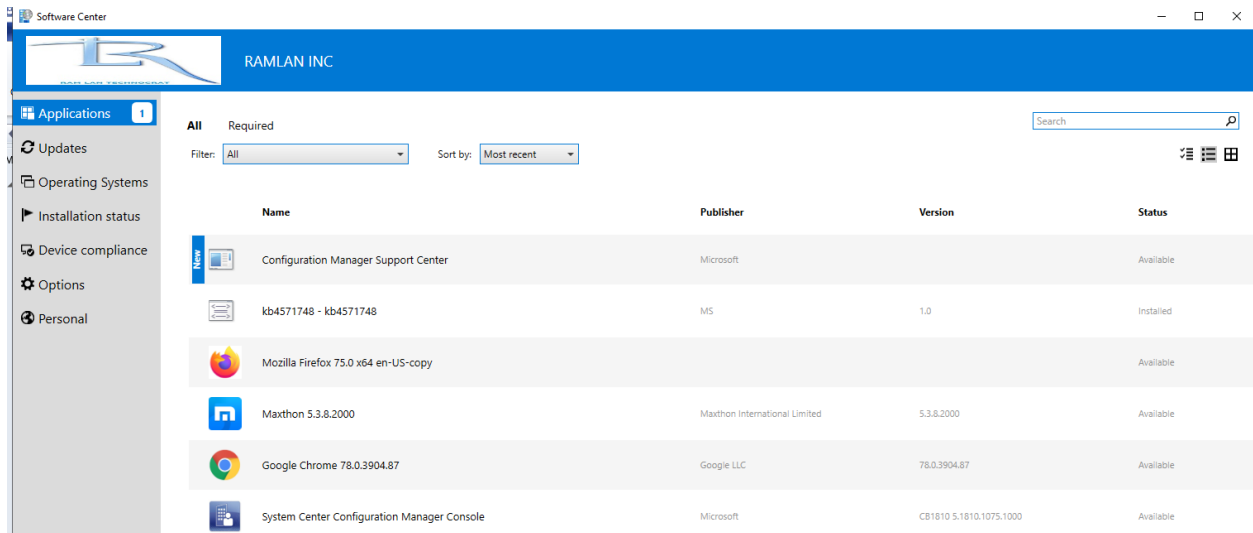 Software Center
RAMLAN INC
RAM LAN TECHNOCRAT
Applications 1
Updates
Operating Systems
Installation status
Device compliance
Options
Personal
All Required
Search
Filter: All Sort by: Most recent
Name Publisher Version Status
New Configuration Manager Support Center Microsoft Available
kb4571748 - kb4571748 MS 1.0 Installed
Mozilla Firefox 75.0 x64 en-US-copy Available
Maxthon 5.3.8.2000 Maxthon International Limited 5.3.8.2000 Available
Google Chrome 78.0.3904.87 Google LLC 78.0.3904.87 Available
System Center Configuration Manager Console Microsoft CB1810 5.1810.1075.1000 Available